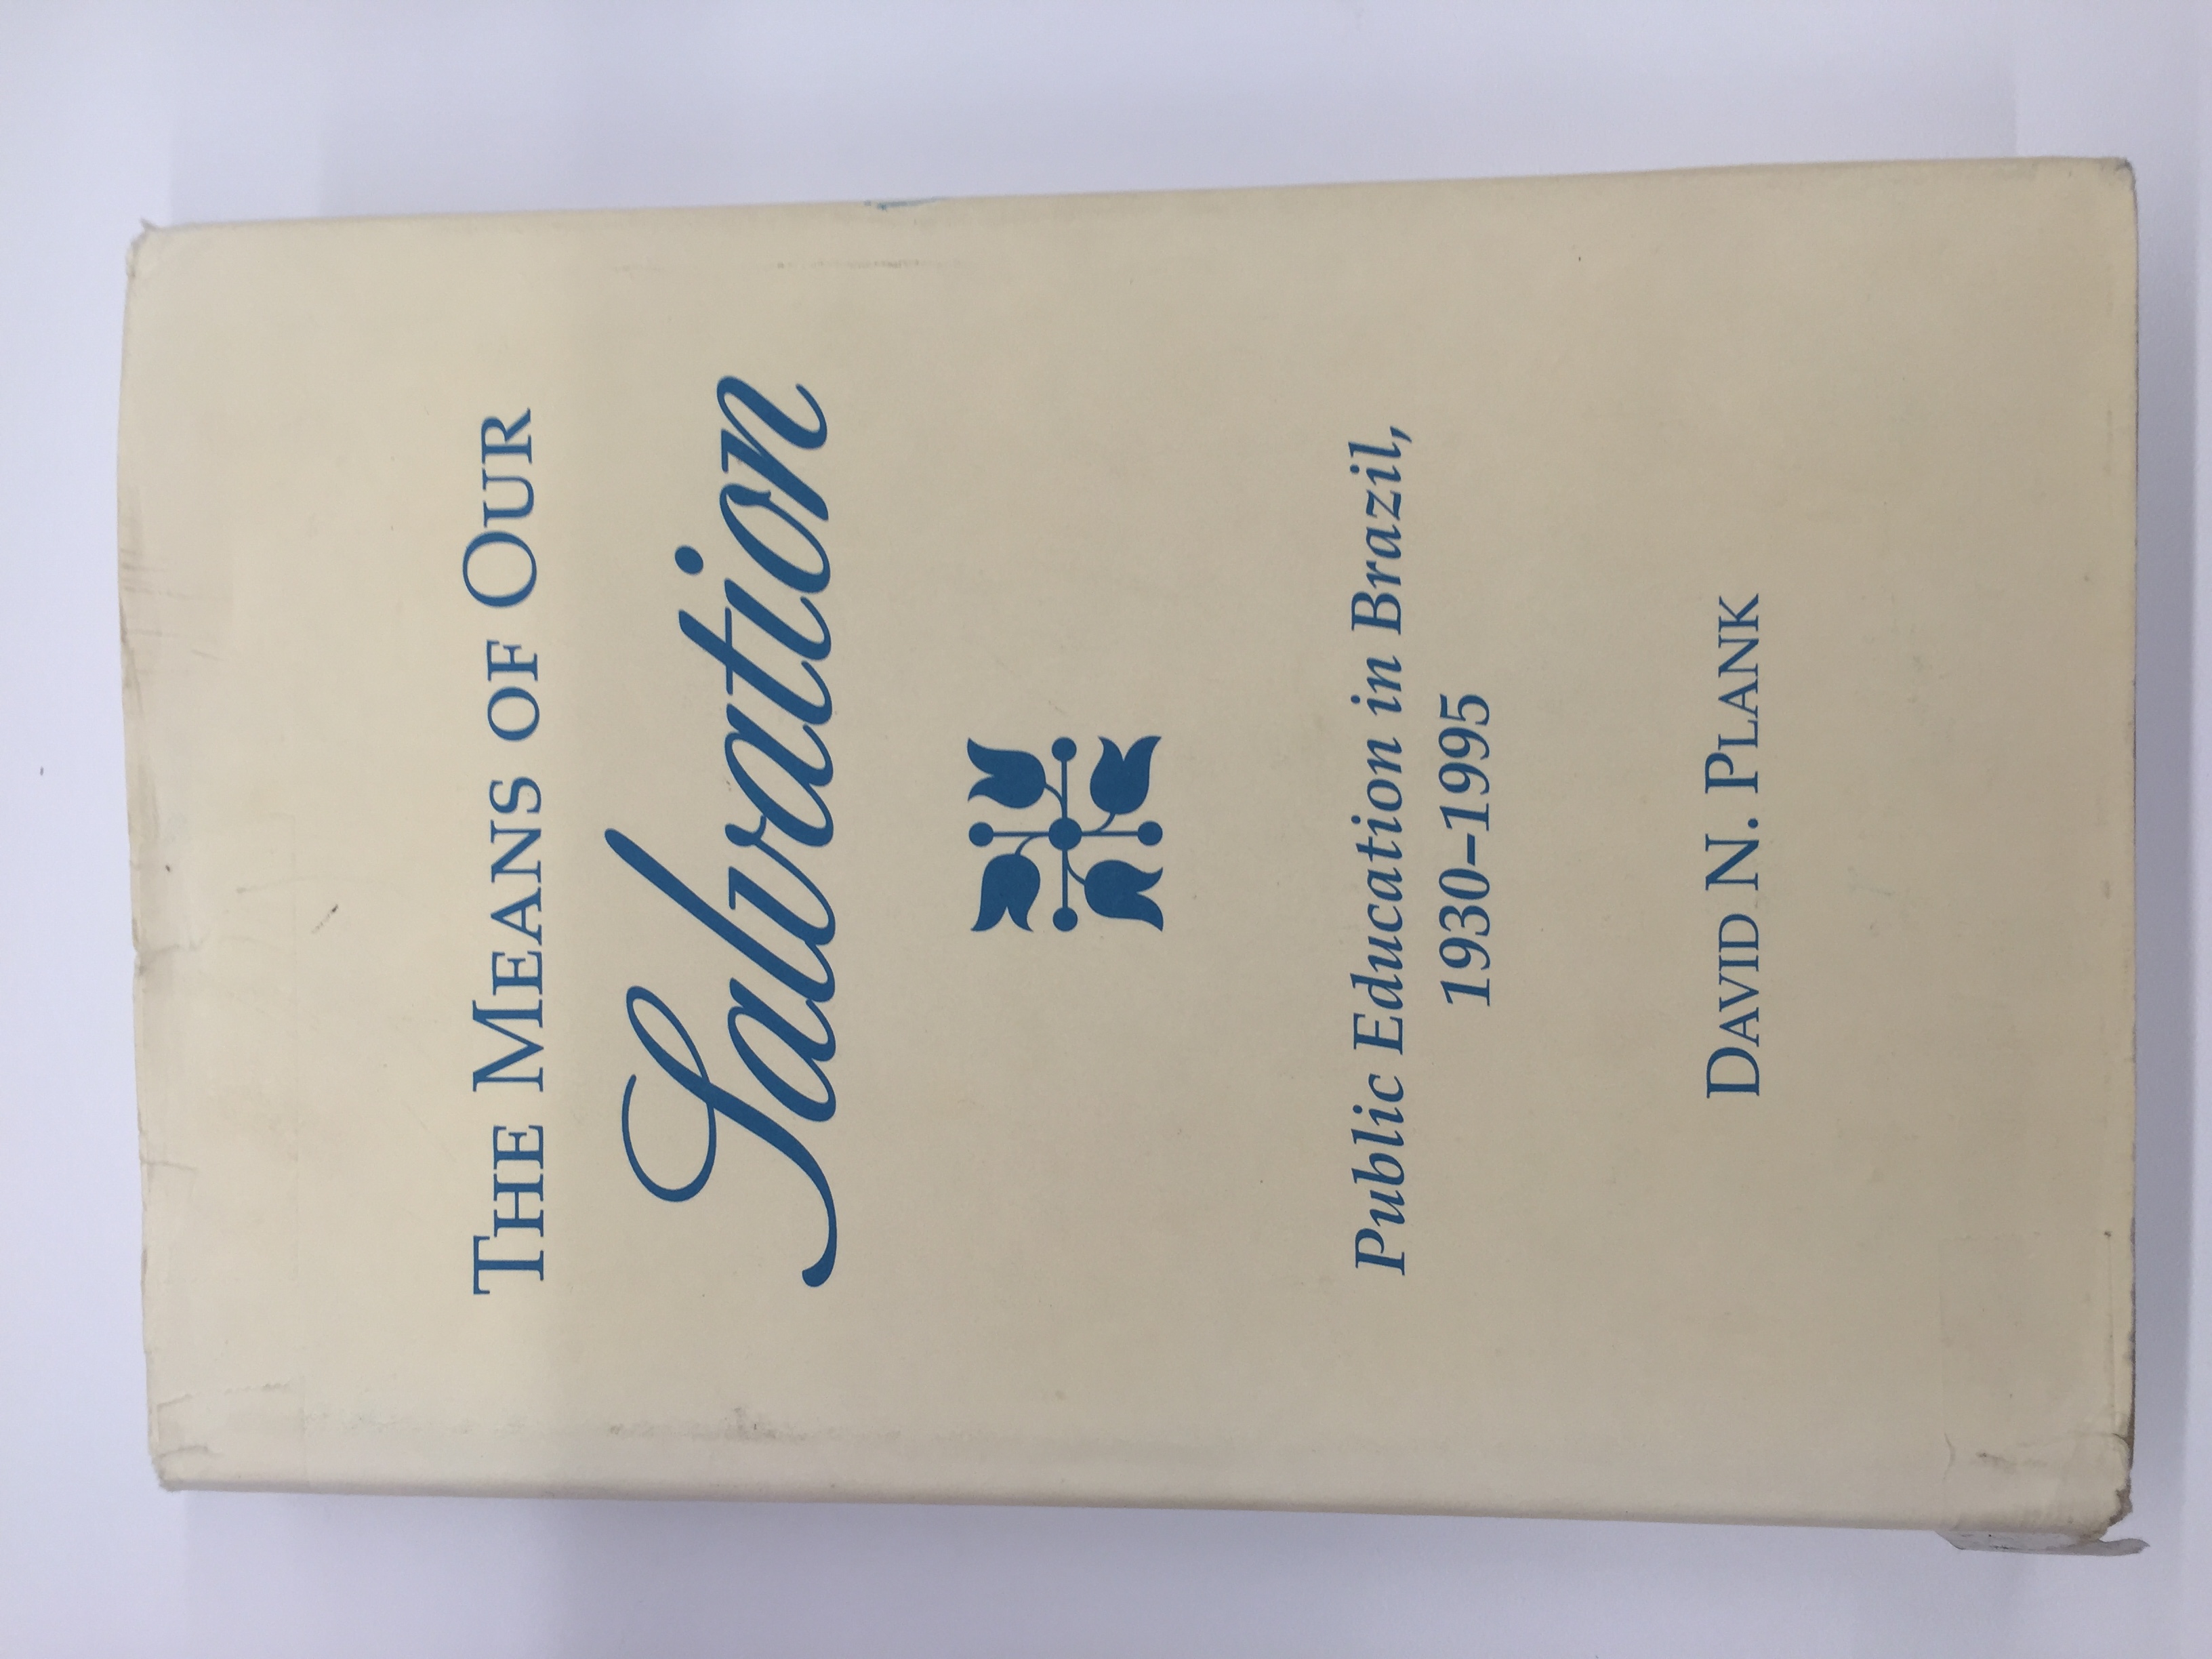 THE MEANS OF OUR
Salvation
Public Education in Brazil,
1930–1995
DAVID N. PLANK